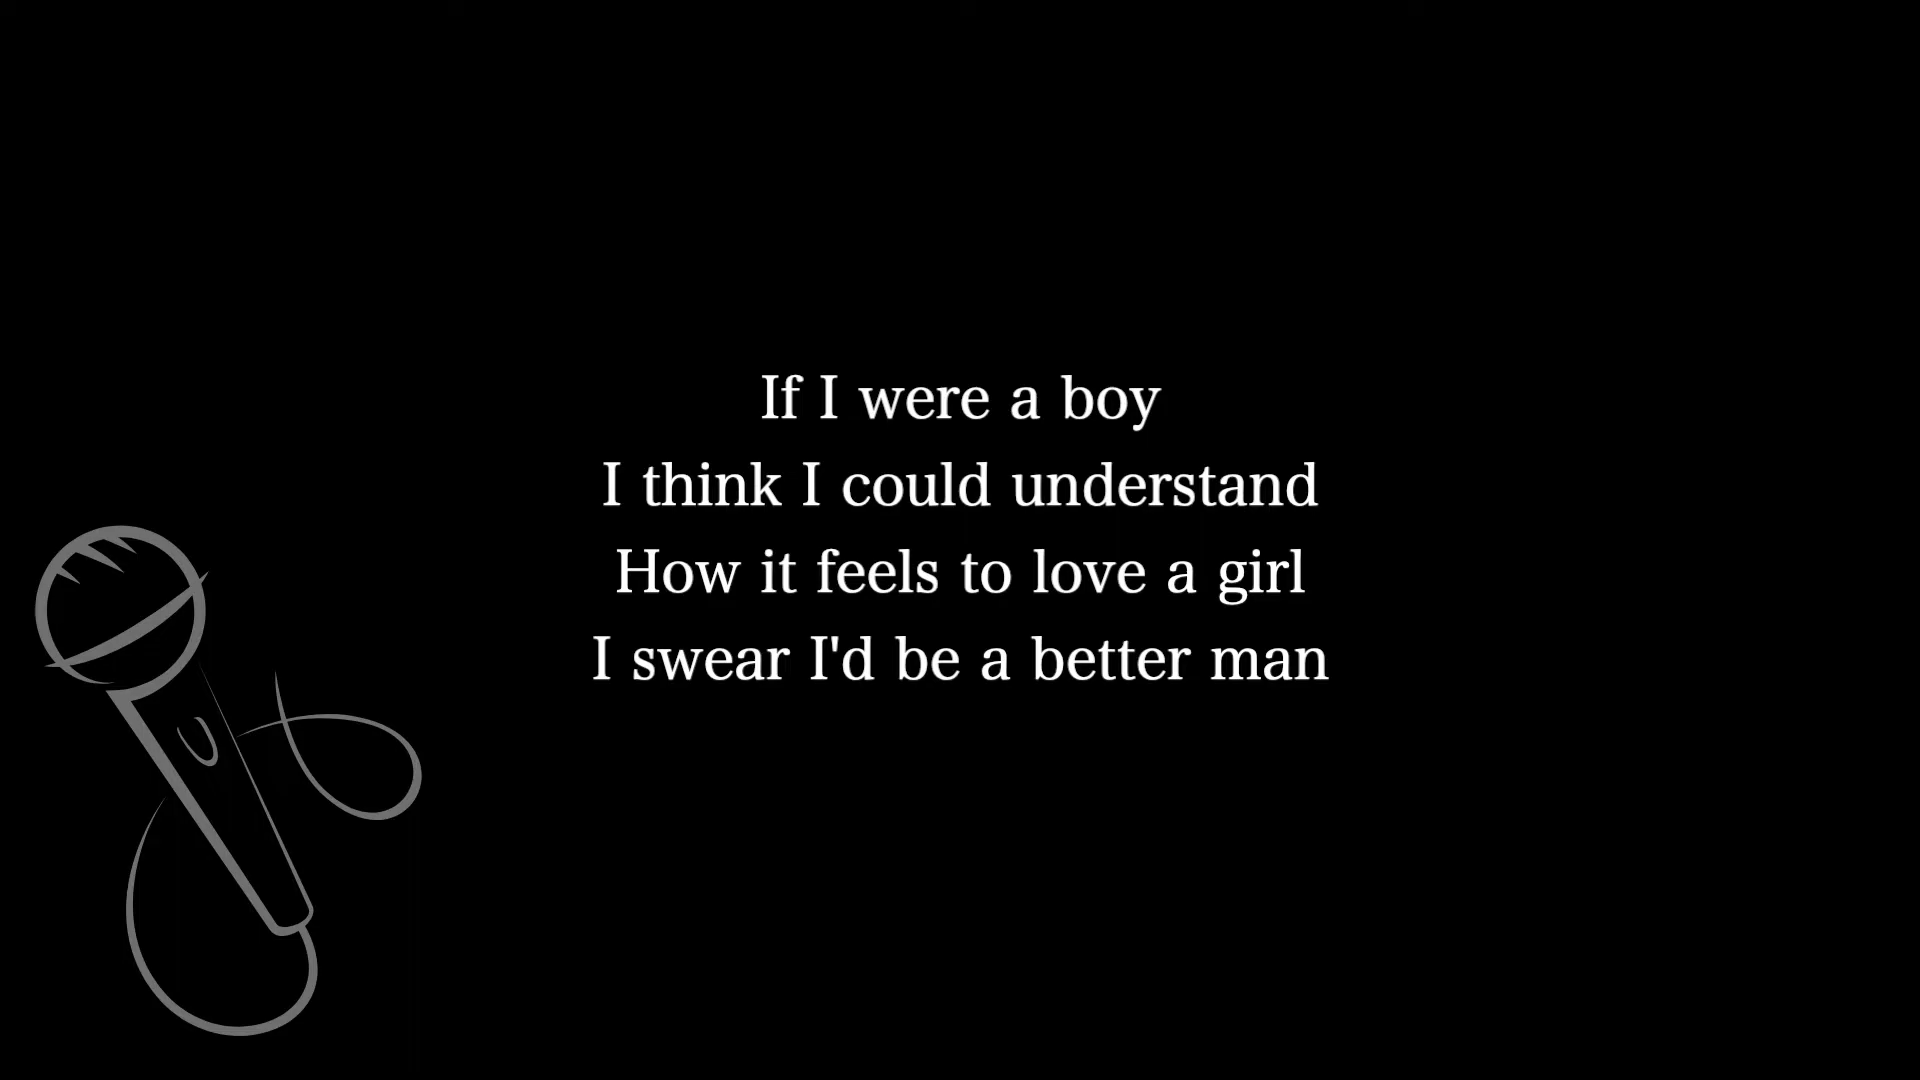 If I were a boy
I think I could understand
How it feels to love a girl
I swear I'd be a better man